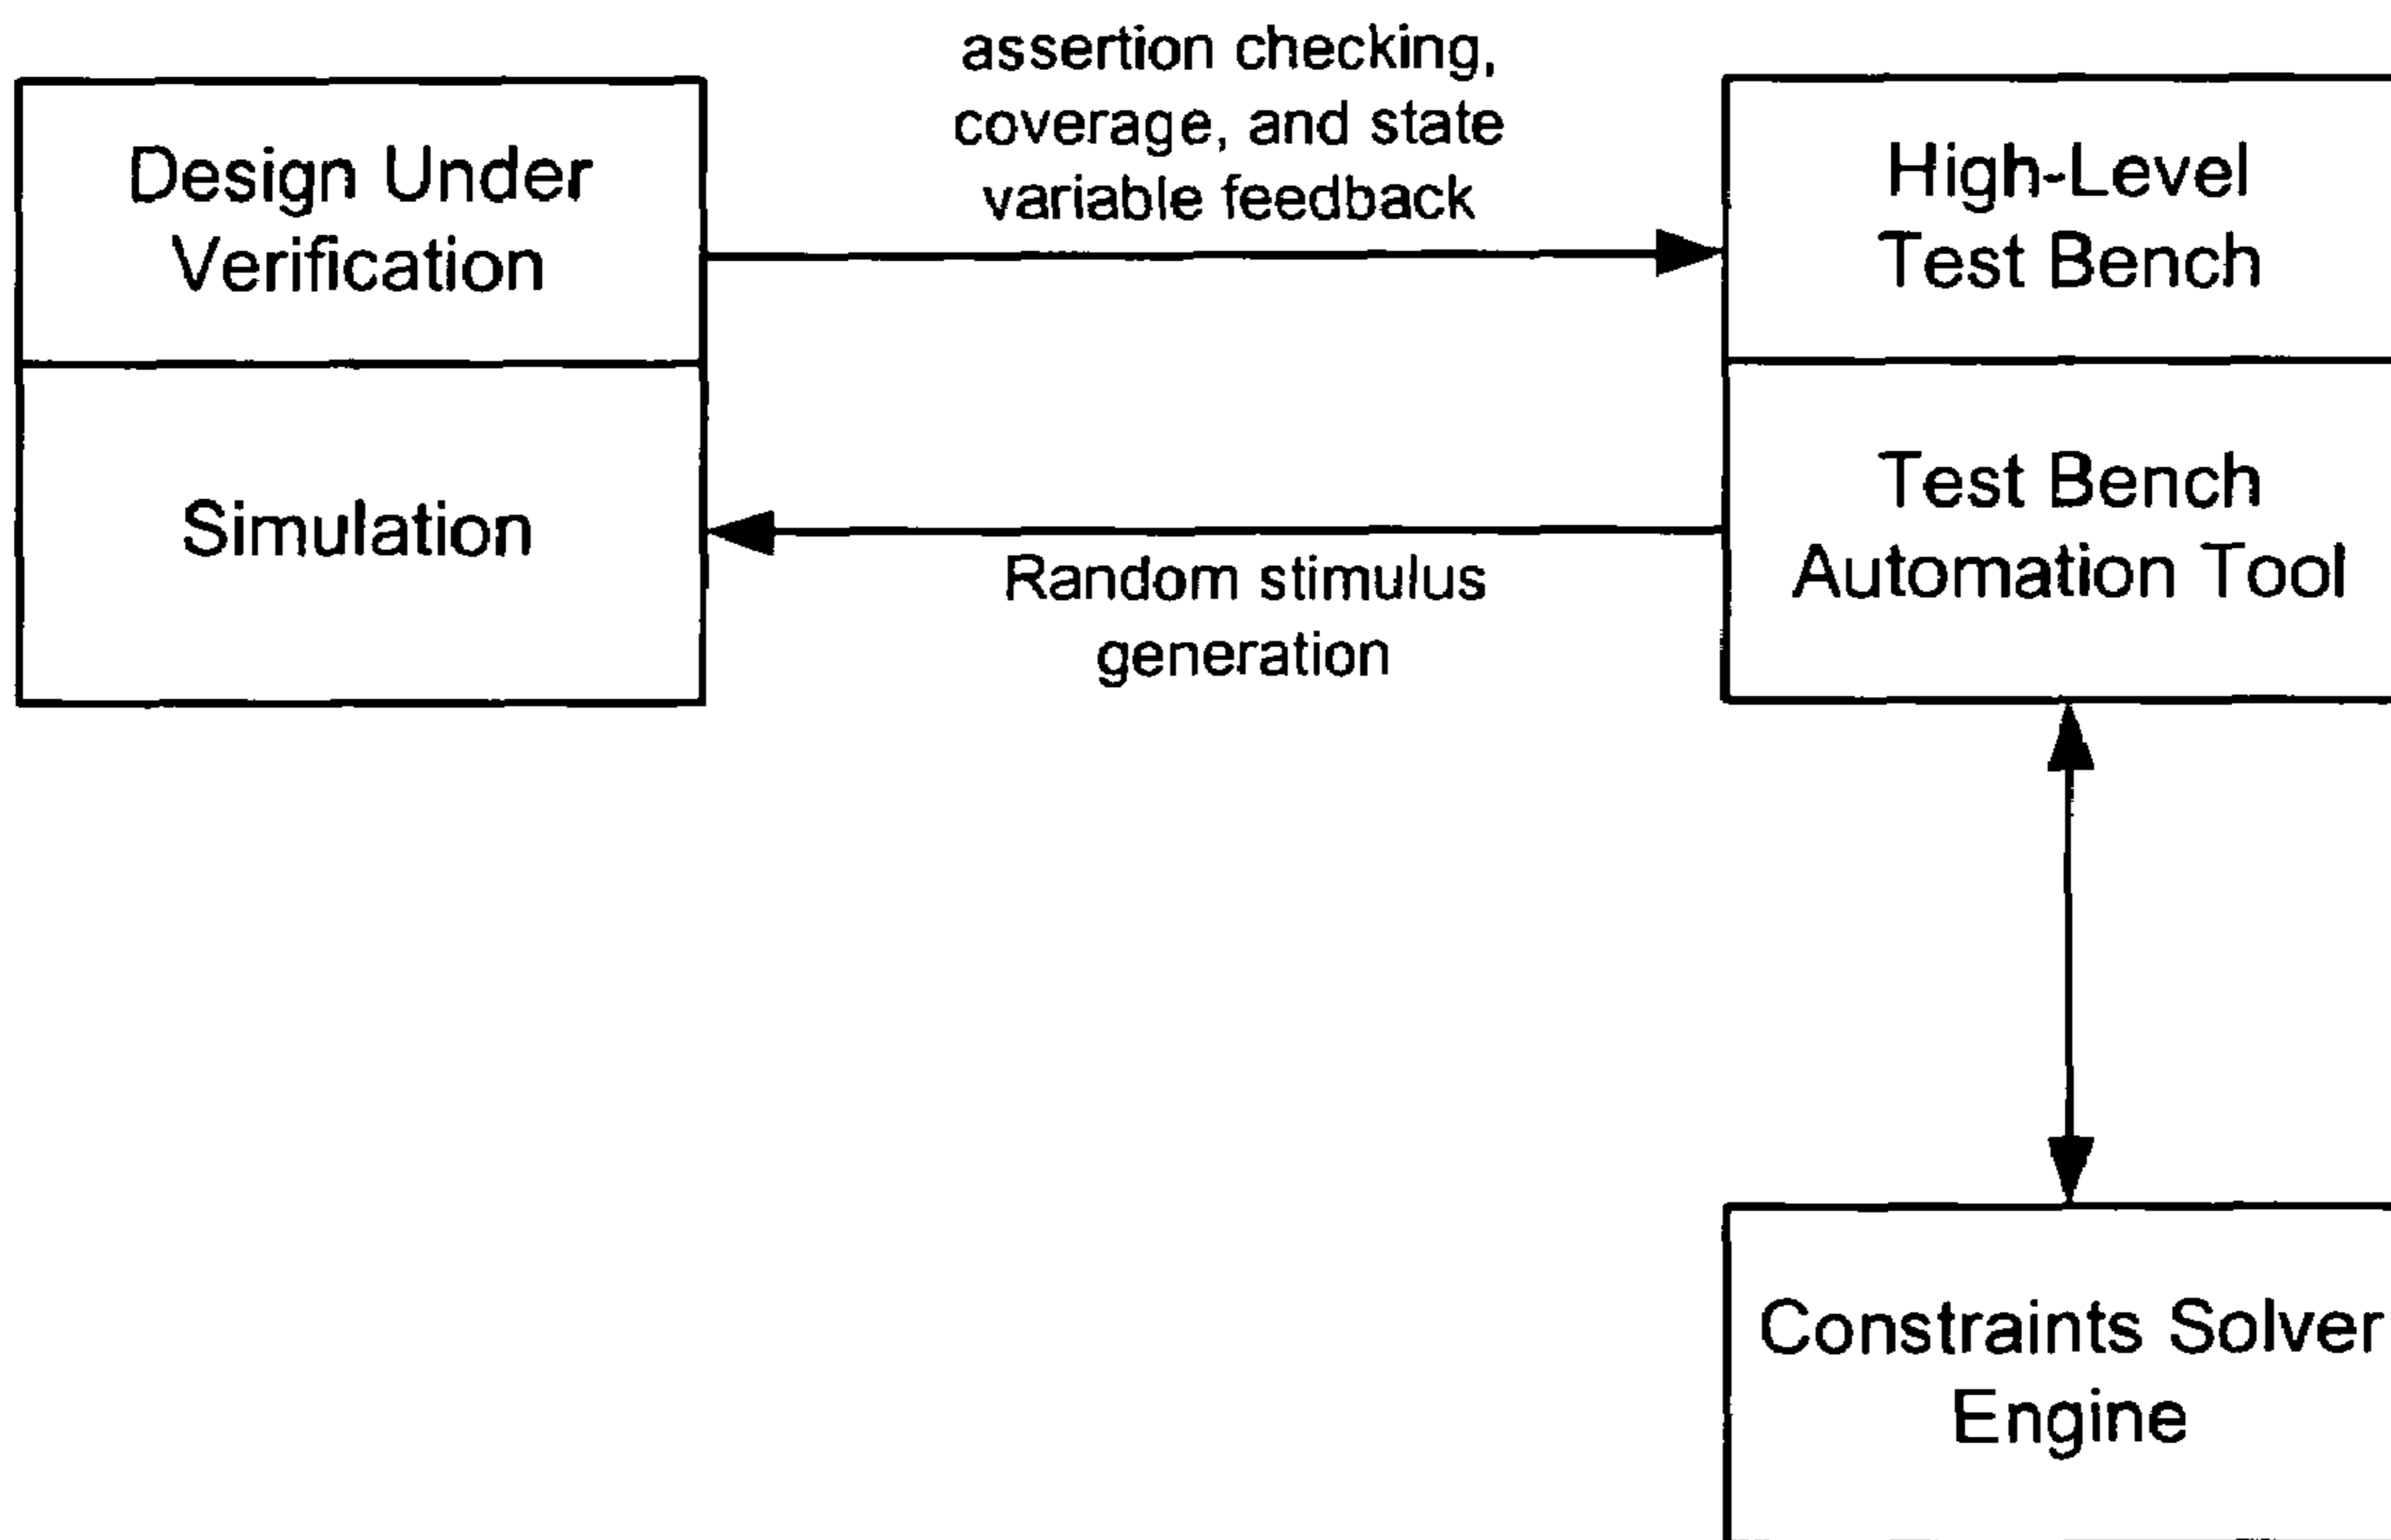 Design Under
Verification
Simulation
assertion checking,
coverage, and state
variable feedback
Random stimulus
generation
High-Level
Test Bench
Test Bench
Automation Tool
Constraints Solver
Engine